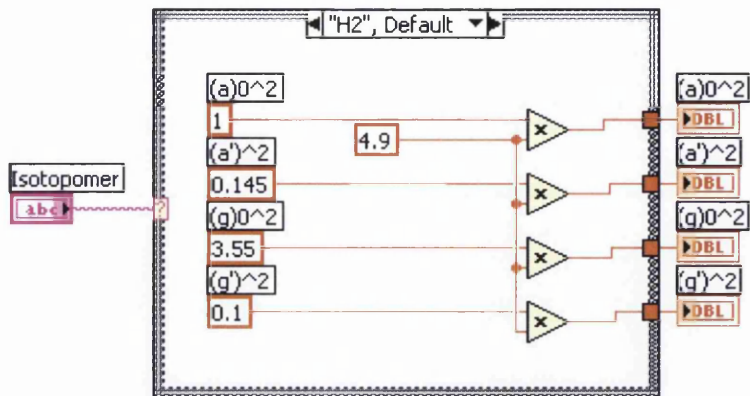 "H2", Default
(a)0^2
1
(a')^2
0.145
(g)0^2
3.55
(g')^2
0.1
4.9
×
×
×
×
Isotopomer
abc
?
(a)0^2
DBL
(a')^2
DBL
(g)0^2
DBL
(g')^2
DBL